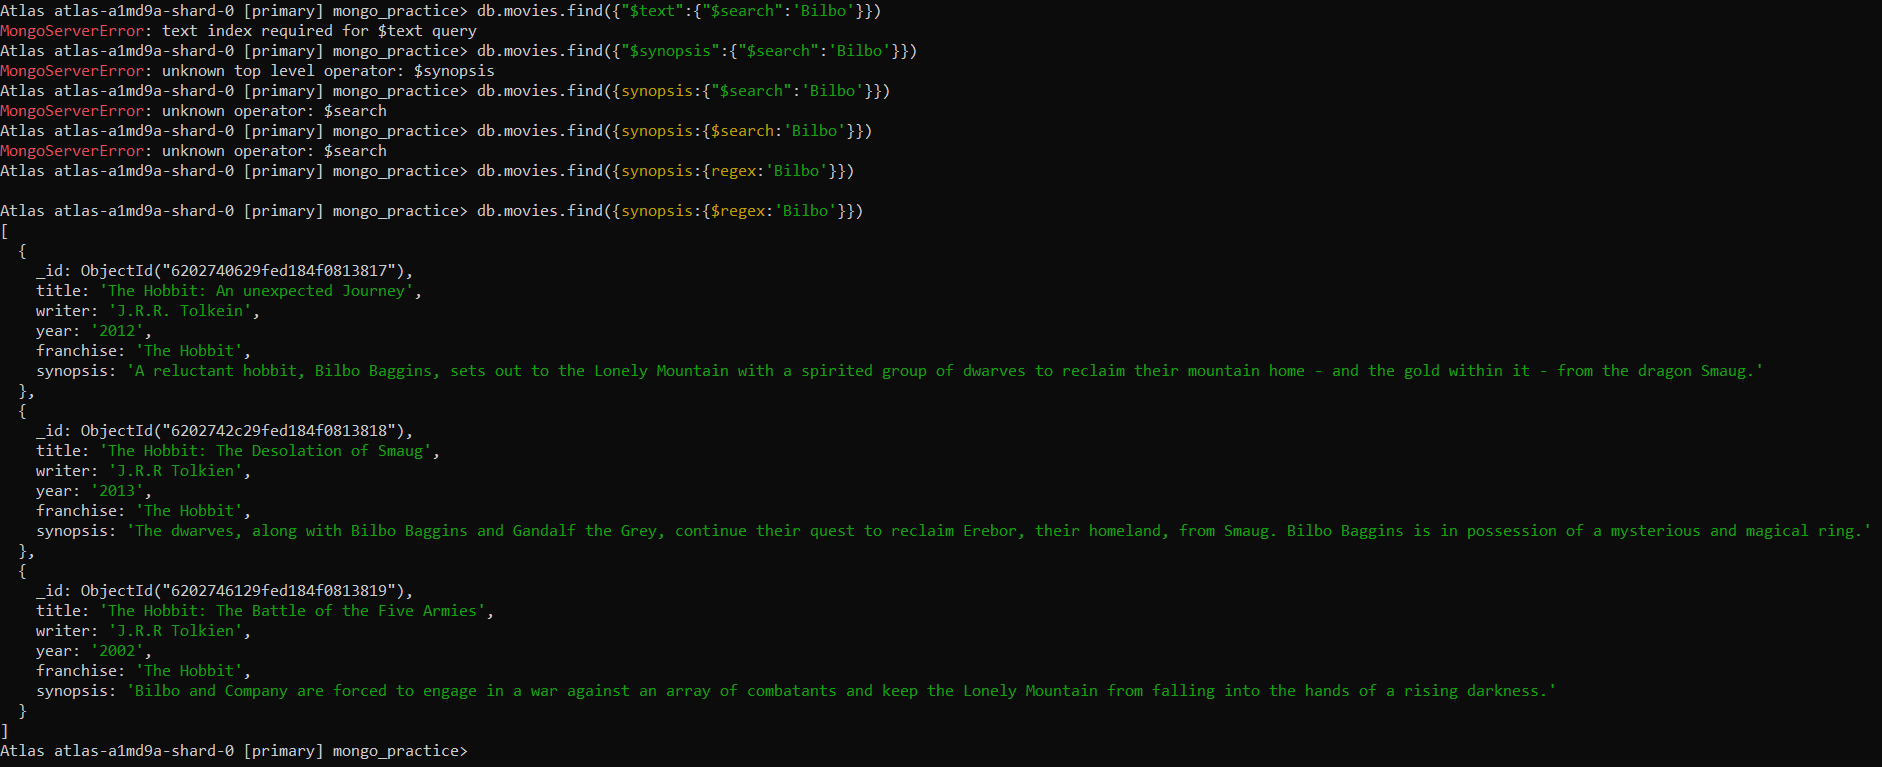 Atlas atlas-a1md9a-shard-0 [primary] mongo_practice> db.movies.find({"$text":{"$search":'Bilbo'}})
MongoServerError: text index required for $text query
Atlas atlas-a1md9a-shard-0 [primary] mongo_practice> db.movies.find({"$synopsis":{"$search":'Bilbo'}})
MongoServerError: unknown top level operator: $synopsis
Atlas atlas-a1md9a-shard-0 [primary] mongo_practice> db.movies.find({synopsis:{"$search":'Bilbo'}})
MongoServerError: unknown operator: $search
Atlas atlas-a1md9a-shard-0 [primary] mongo_practice> db.movies.find({synopsis:{$search:'Bilbo'}})
MongoServerError: unknown operator: $search
Atlas atlas-a1md9a-shard-0 [primary] mongo_practice> db.movies.find({synopsis:{regex:'Bilbo'}})
Atlas atlas-a1md9a-shard-0 [primary] mongo_practice> db.movies.find({synopsis:{$regex:'Bilbo'}})
[
  {
    _id: ObjectId("6202740629fed184f0813817"),
    title: 'The Hobbit: An unexpected Journey',
    writer: 'J.R.R. Tolkein',
    year: '2012',
    franchise: 'The Hobbit',
    synopsis: 'A reluctant hobbit, Bilbo Baggins, sets out to the Lonely Mountain with a spirited group of dwarves to reclaim their mountain home - and the gold within it - from the dragon Smaug.'
  },
  {
    _id: ObjectId("6202742c29fed184f0813818"),
    title: 'The Hobbit: The Desolation of Smaug',
    writer: 'J.R.R Tolkien',
    year: '2013',
    franchise: 'The Hobbit',
    synopsis: 'The dwarves, along with Bilbo Baggins and Gandalf the Grey, continue their quest to reclaim Erebor, their homeland, from Smaug. Bilbo Baggins is in possession of a mysterious and magical ring.'
  },
  {
    _id: ObjectId("6202746129fed184f0813819"),
    title: 'The Hobbit: The Battle of the Five Armies',
    writer: 'J.R.R Tolkien',
    year: '2002',
    franchise: 'The Hobbit',
    synopsis: 'Bilbo and Company are forced to engage in a war against an array of combatants and keep the Lonely Mountain from falling into the hands of a rising darkness.'
  }
]
Atlas atlas-a1md9a-shard-0 [primary] mongo_practice>